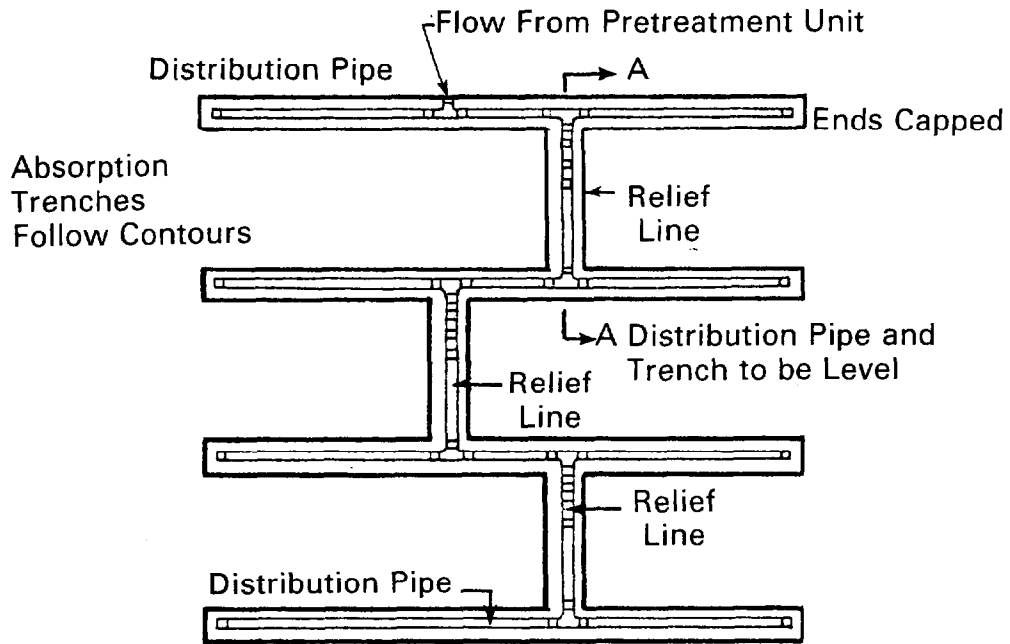 Flow From Pretreatment Unit
Distribution Pipe
A
Ends Capped
Absorption
Trenches
Follow Contours
Relief
Line
A Distribution Pipe and
Trench to be Level
Relief
Line
Relief
Line
Distribution Pipe